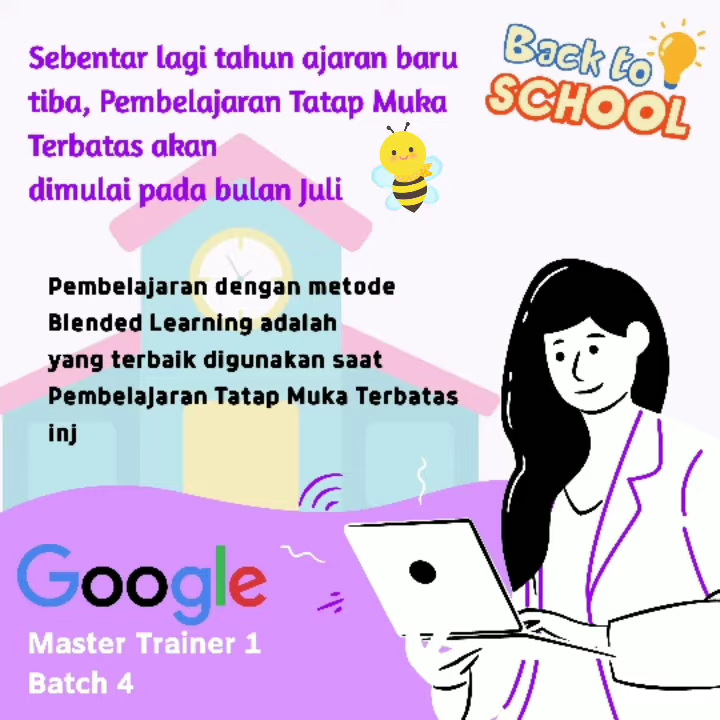 Sebentar lagi tahun ajaran baru
tiba, Pembelajaran Tatap Muka
Terbatas akan
dimulai pada bulan Juli
Back to
SCHOOL
Pembelajaran dengan metode
Blended Learning adalah
yang terbaik digunakan saat
Pembelajaran Tatap Muka Terbatas
inj
Google
Master Trainer 1
Batch 4